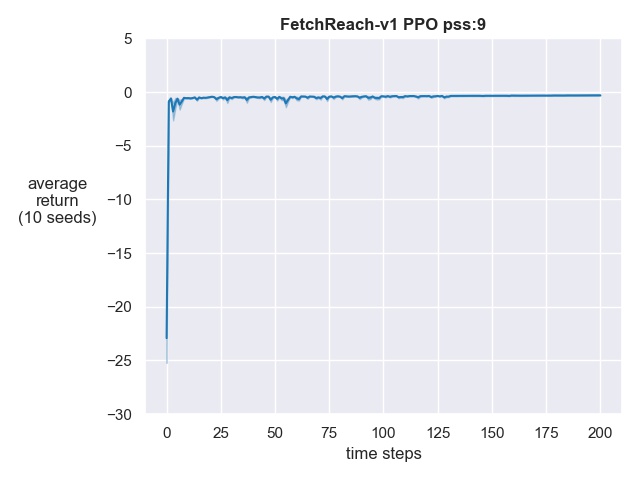 FetchReach-v1 PPO pss:9
5
0
−5
−10
−15
−20
−25
−30
average
return
(10 seeds)
0 25 50 75 100 125 150 175 200
time steps